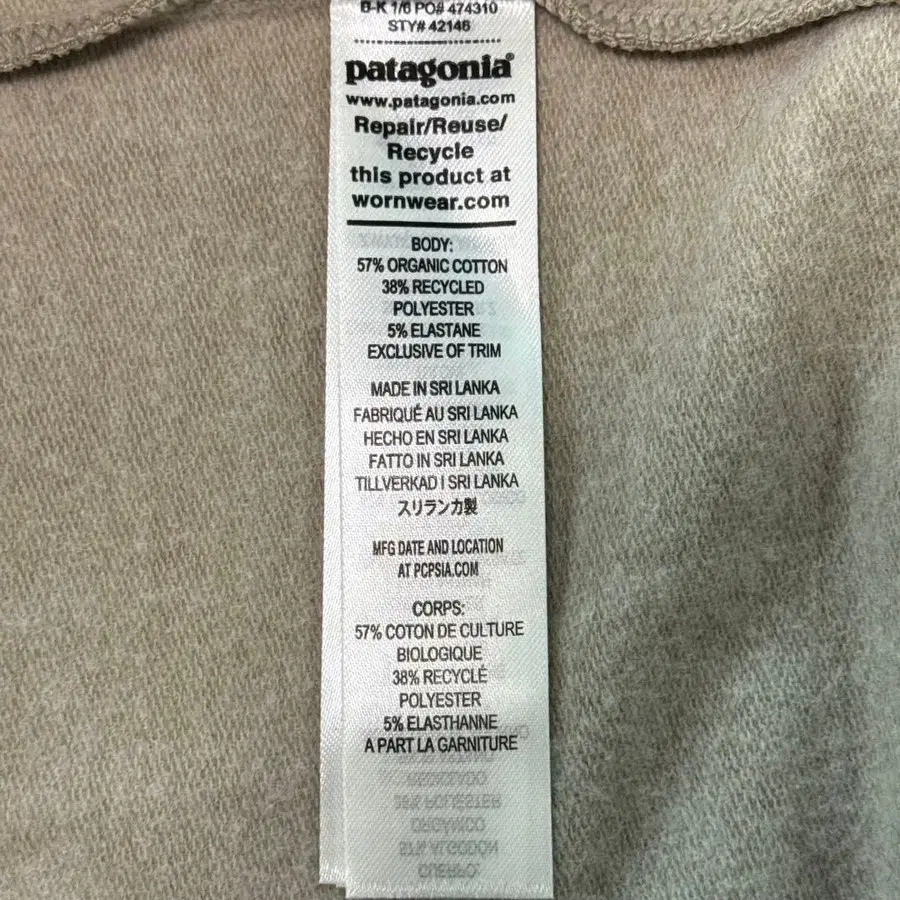 B-K 1/6 PO# 474310
STY# 42146
patagonia®
www.patagonia.com
Repair/Reuse/
Recycle
this product at
wornwear.com
BODY:
57% ORGANIC COTTON
38% RECYCLED
POLYESTER
5% ELASTANE
EXCLUSIVE OF TRIM
MADE IN SRI LANKA
FABRIQUÉ AU SRI LANKA
HECHO EN SRI LANKA
FATTO IN SRI LANKA
TILLVERKAD I SRI LANKA
スリランカ製
MFG DATE AND LOCATION
AT PCPSIA.COM
CORPS:
57% COTON DE CULTURE
BIOLOGIQUE
38% RECYCLÉ
POLYESTER
5% ELASTHANNE
A PART LA GARNITURE